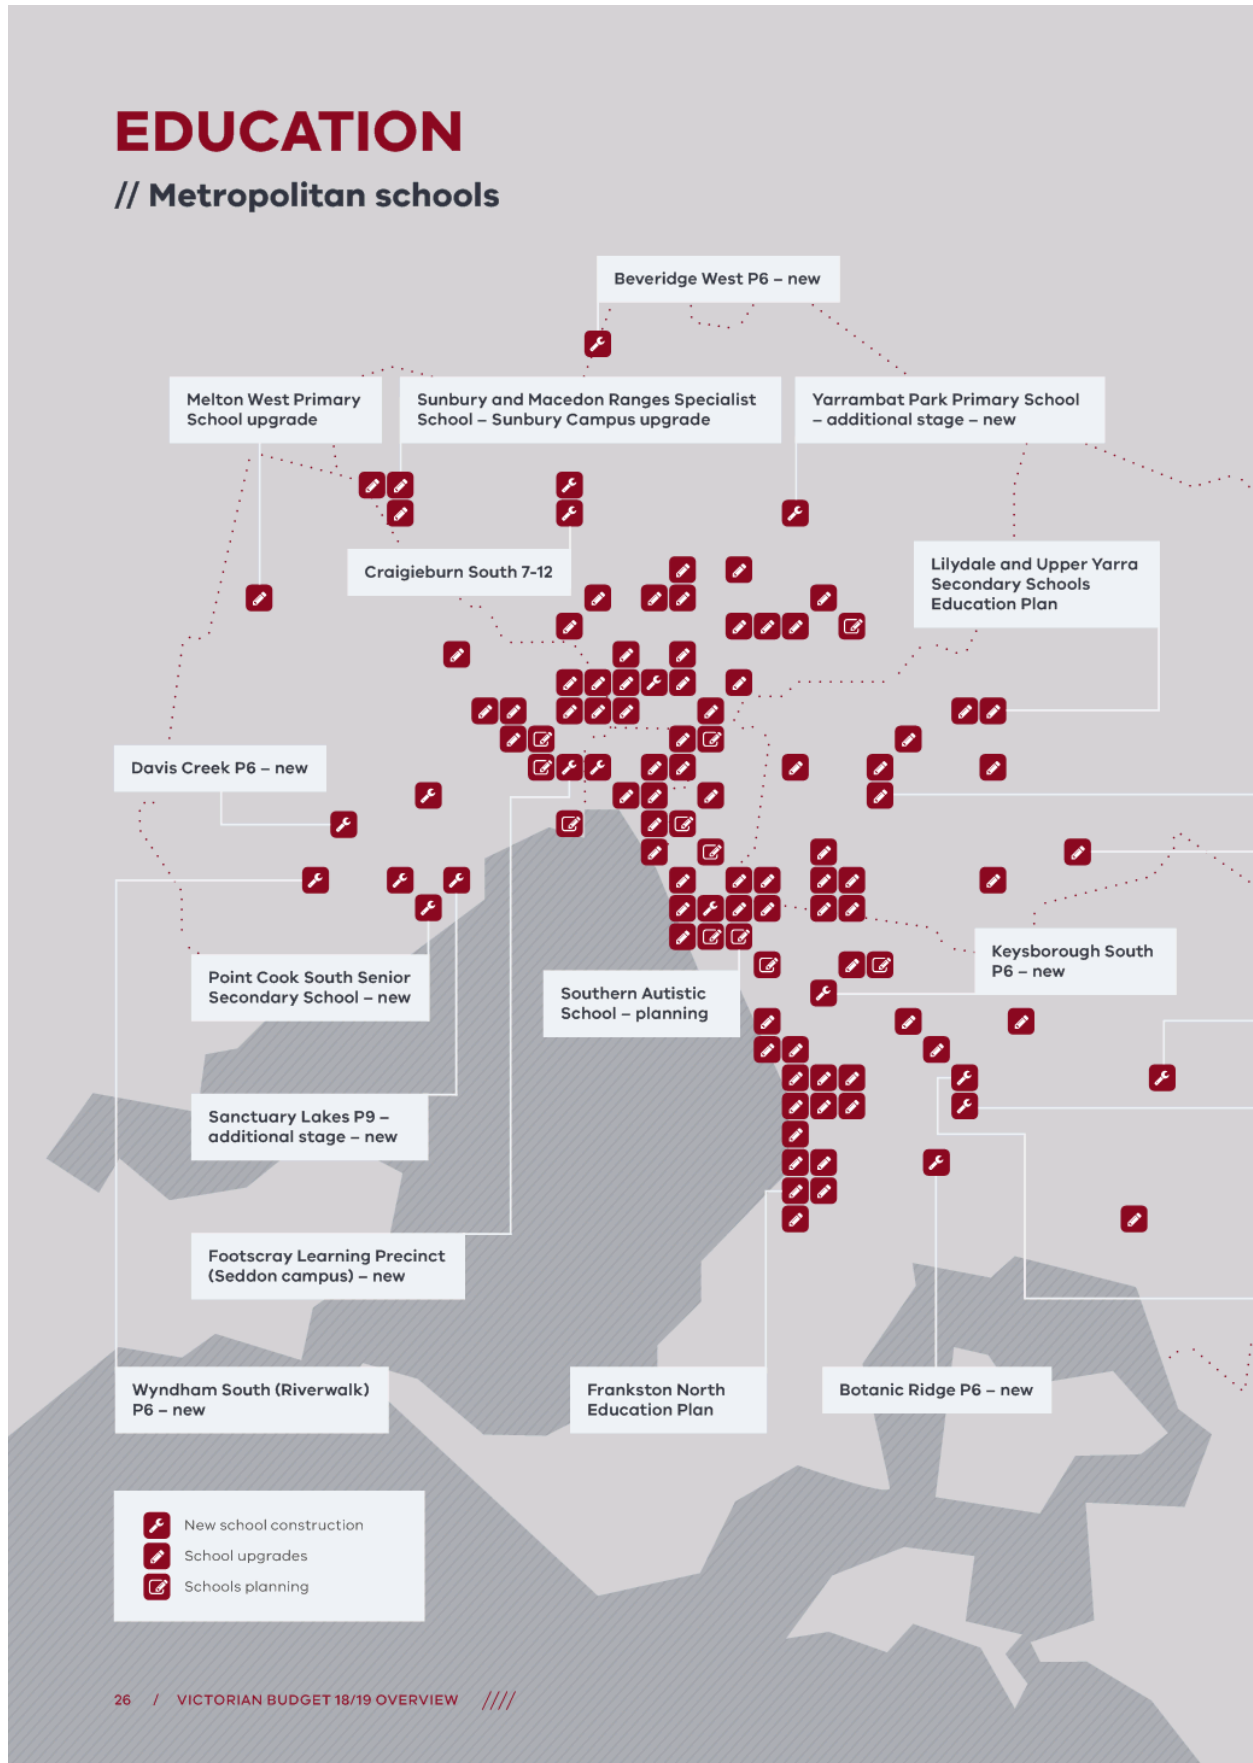 EDUCATION
// Metropolitan schools
Beveridge West P6 – new
Melton West Primary
School upgrade
Sunbury and Macedon Ranges Specialist
School – Sunbury Campus upgrade
Yarrambat Park Primary School
– additional stage – new
Craigieburn South 7-12
Lilydale and Upper Yarra
Secondary Schools
Education Plan
Davis Creek P6 – new
Keysborough South
P6 – new
Point Cook South Senior
Secondary School – new
Southern Autistic
School – planning
Sanctuary Lakes P9 –
additional stage – new
Footscray Learning Precinct
(Seddon campus) – new
Wyndham South (Riverwalk)
P6 – new
Frankston North
Education Plan
Botanic Ridge P6 – new
New school construction
School upgrades
Schools planning
26 / VICTORIAN BUDGET 18/19 OVERVIEW ////